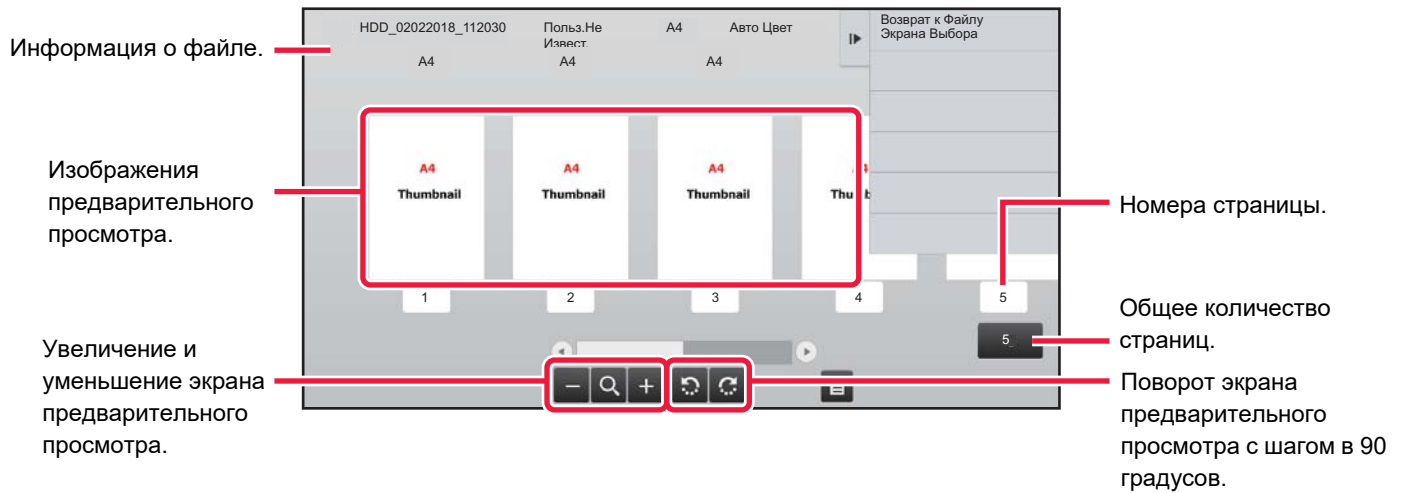 Информация о файле.
HDD_02022018_112030
Польз.Не
Извест.
A4
Авто Цвет
Возврат к Файлу
Экрана Выбора
A4
A4
A4
Изображения
предварительного
просмотра.
A4
Thumbnail
A4
Thumbnail
A4
Thumbnail
Номера страницы.
1
2
3
4
5
Общее количество
страниц.
5
Увеличение и
уменьшение экрана
предварительного
просмотра.
Поворот экрана
предварительного
просмотра с шагом в 90
градусов.